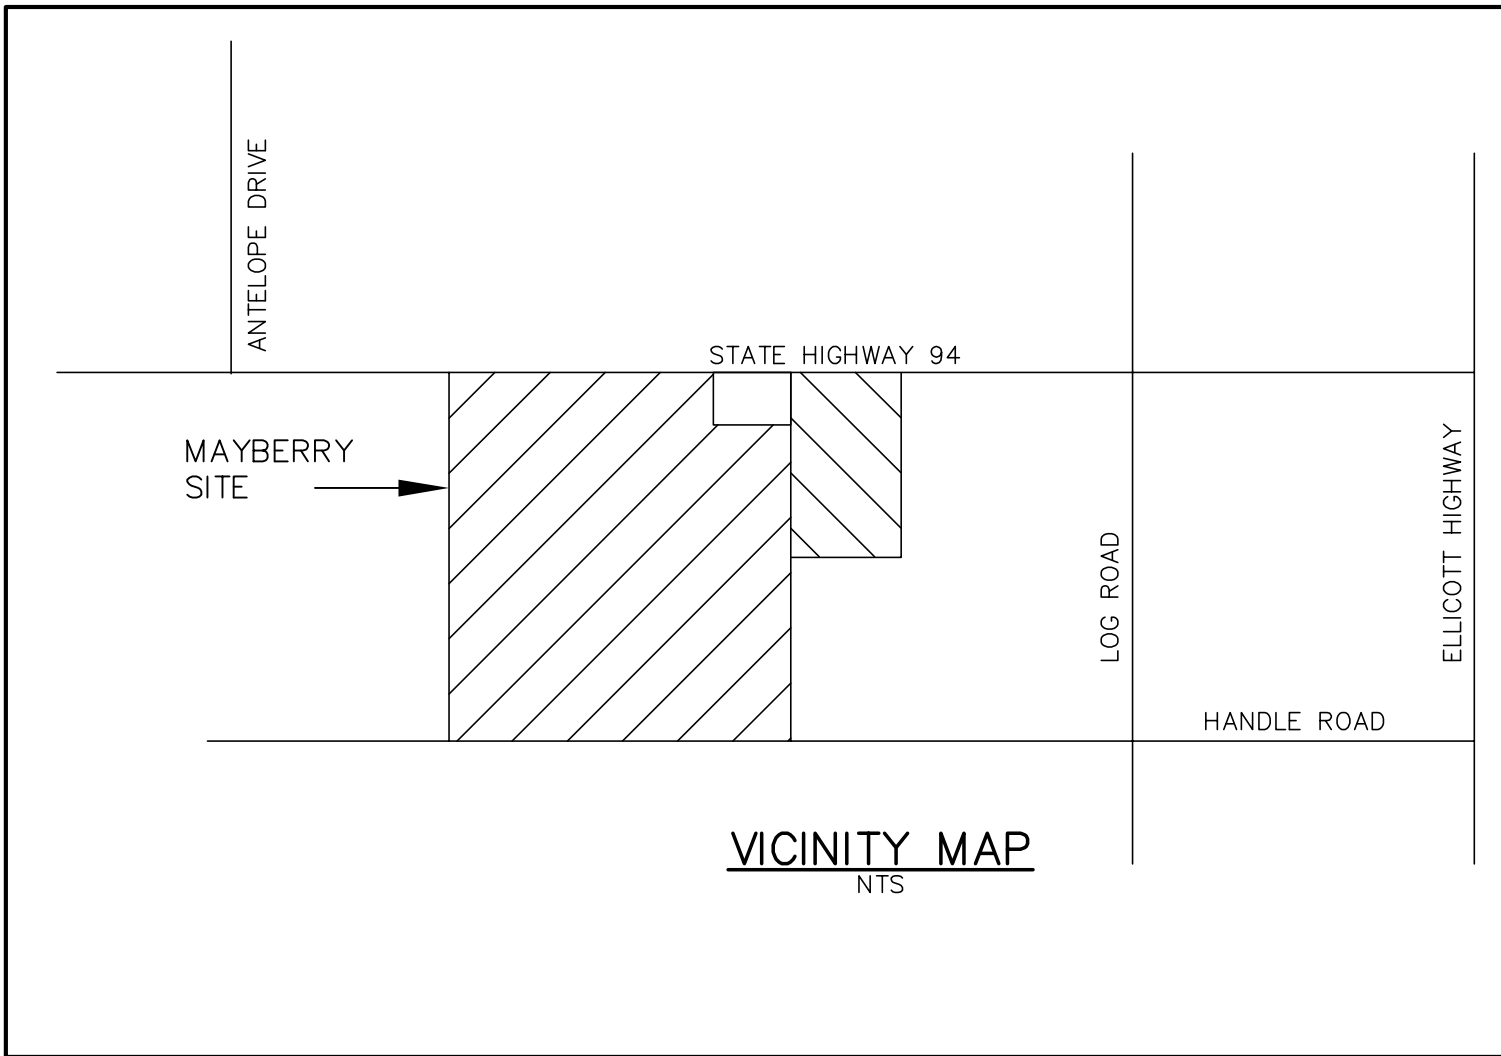 ANTELOPE DRIVE
STATE HIGHWAY 94
MAYBERRY
SITE
LOG ROAD
ELLICOTT HIGHWAY
HANDLE ROAD
VICINITY MAP
NTS